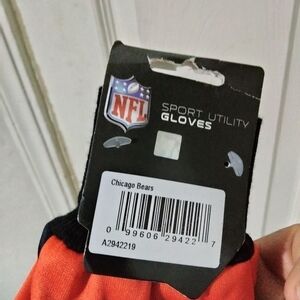 NFL
SPORT UTILITY
GLOVES
Chicago Bears
0 99606 29422 7
A2942219